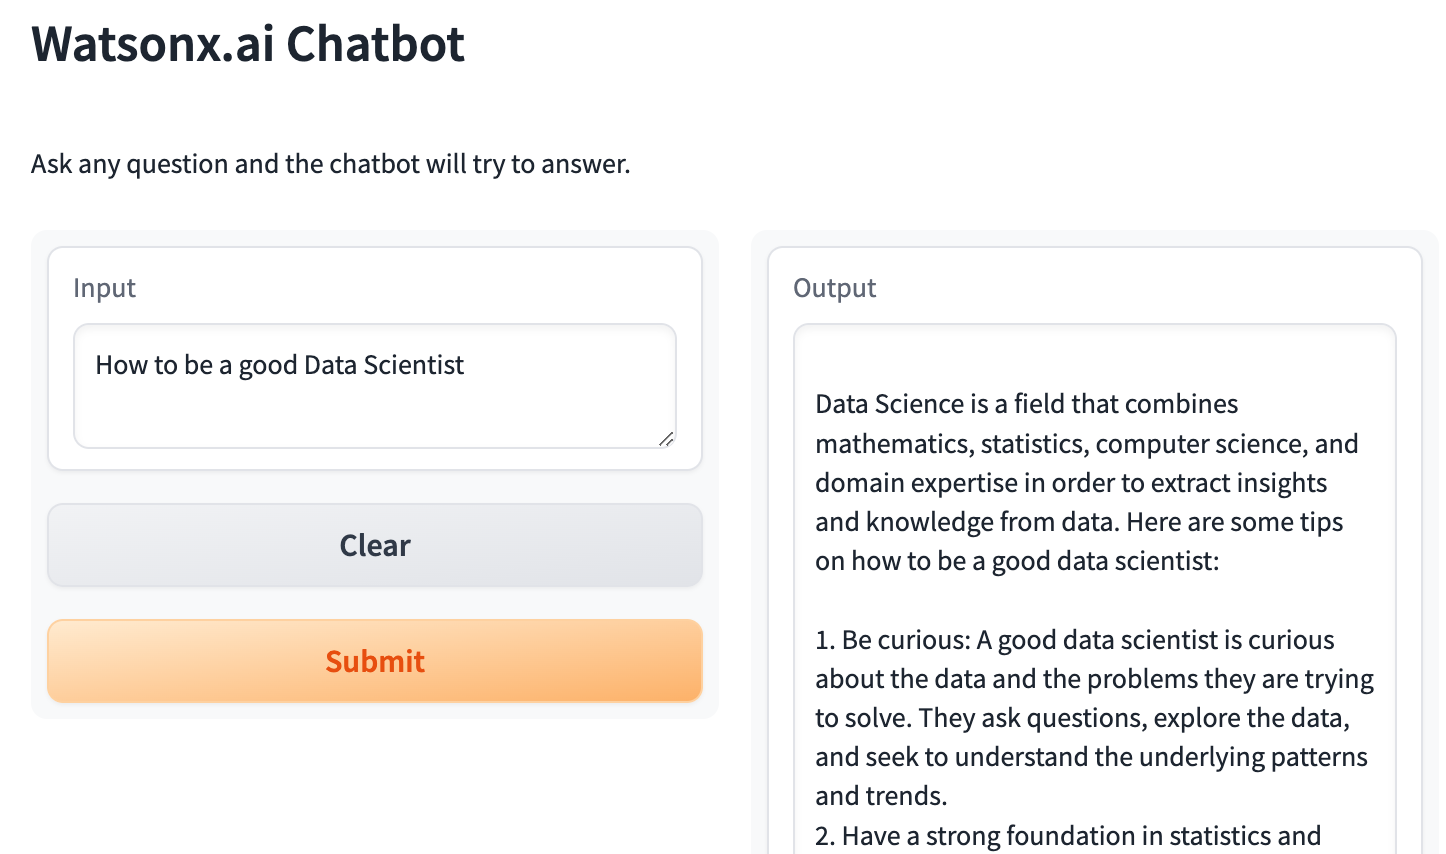 Watsonx.ai Chatbot
Ask any question and the chatbot will try to answer.
Input
How to be a good Data Scientist
Clear
Submit
Output
Data Science is a field that combines
mathematics, statistics, computer science, and
domain expertise in order to extract insights
and knowledge from data. Here are some tips
on how to be a good data scientist:
1. Be curious: A good data scientist is curious
about the data and the problems they are trying
to solve. They ask questions, explore the data,
and seek to understand the underlying patterns
and trends.
2. Have a strong foundation in statistics and